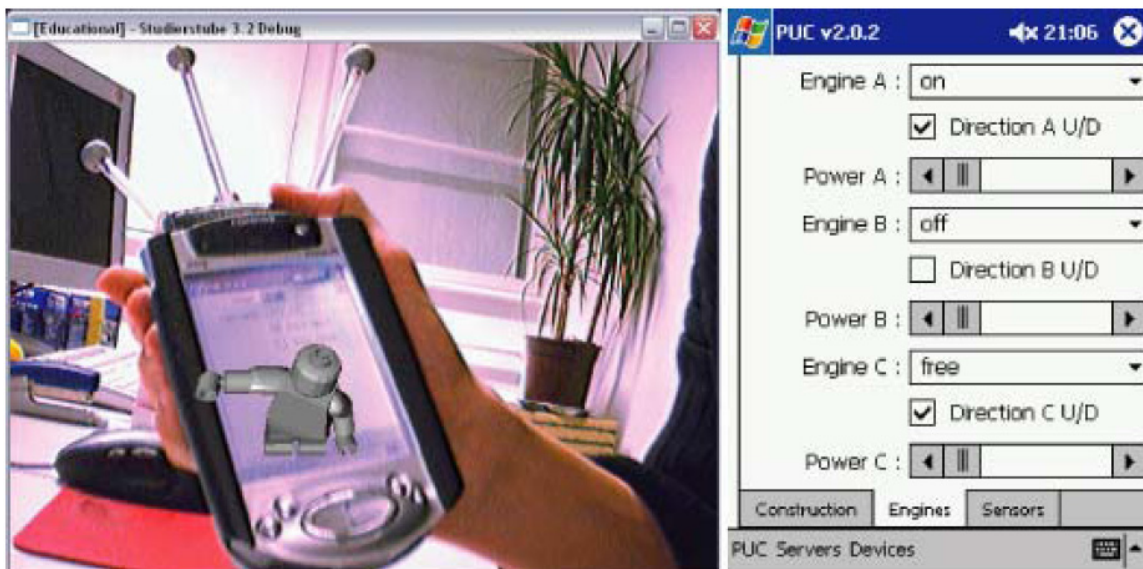 [Educational] - Studierstube 3.2 Debug
PUC v2.0.2 21:06
Engine A : on
Direction A U/D
Power A :
Engine B : off
Direction B U/D
Power B :
Engine C : free
Direction C U/D
Power C :
Construction Engines Sensors
PUC Servers Devices